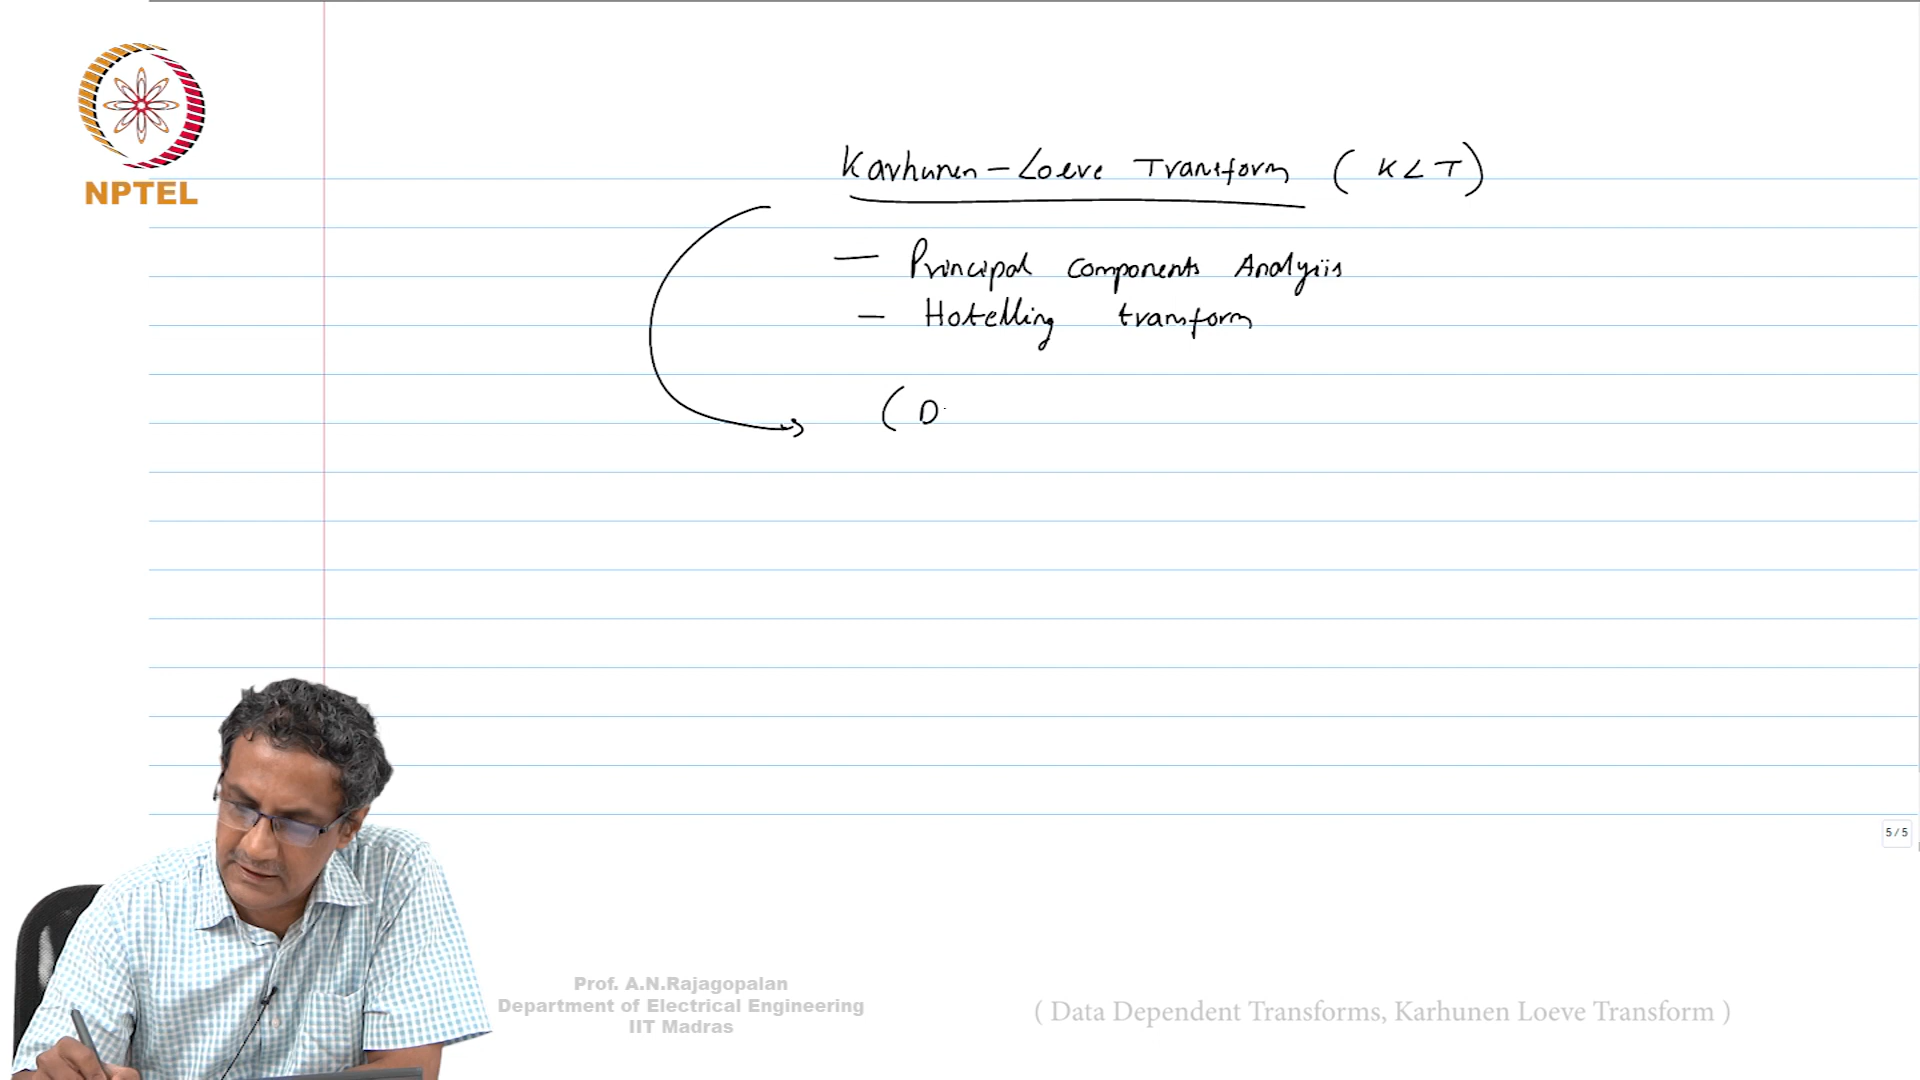 NPTEL
Karhunen-Loeve Transform (KLT)
— Principal Components Analysis
— Hotelling transform
( D
5/5
Prof. A.N.Rajagopalan
Department of Electrical Engineering
IIT Madras
( Data Dependent Transforms, Karhunen Loeve Transform )